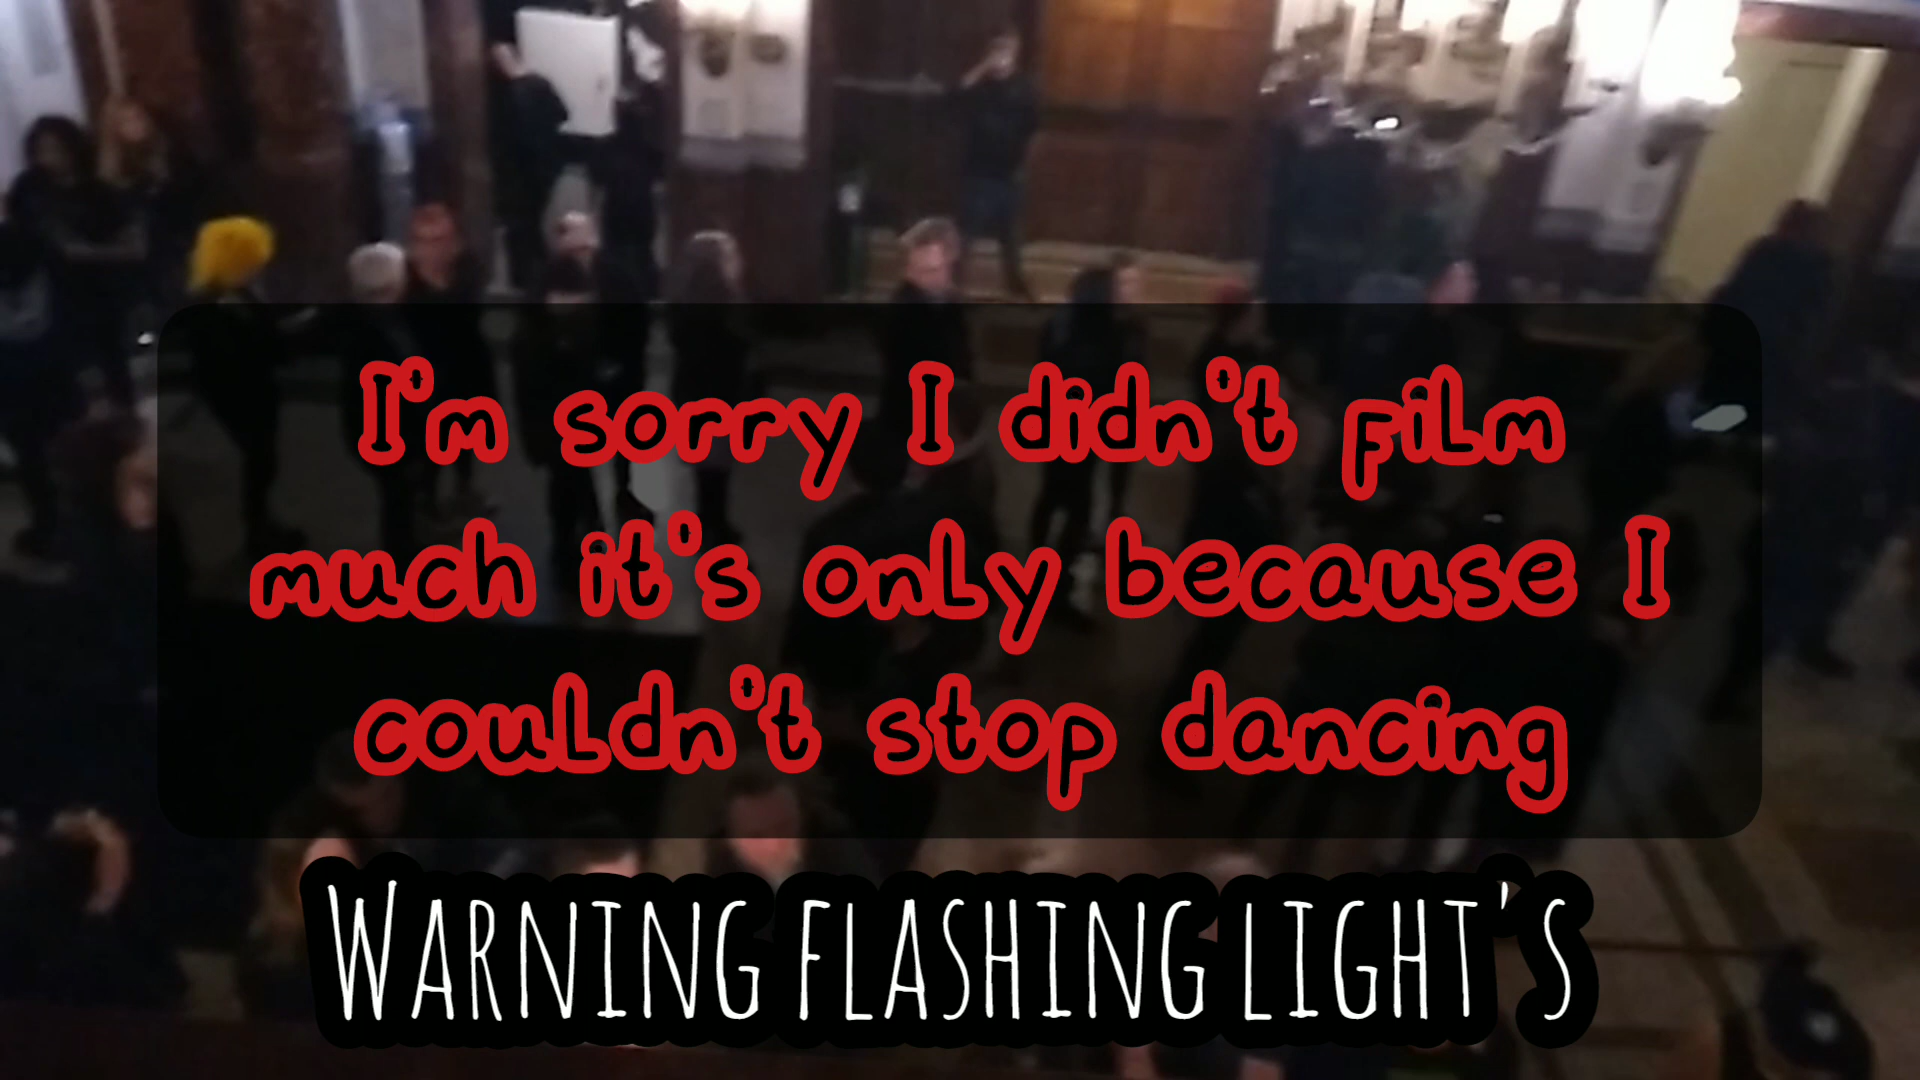 I'm sorry I didn't film
much it's only because I
couldn't stop dancing
WARNING FLASHING LIGHT'S